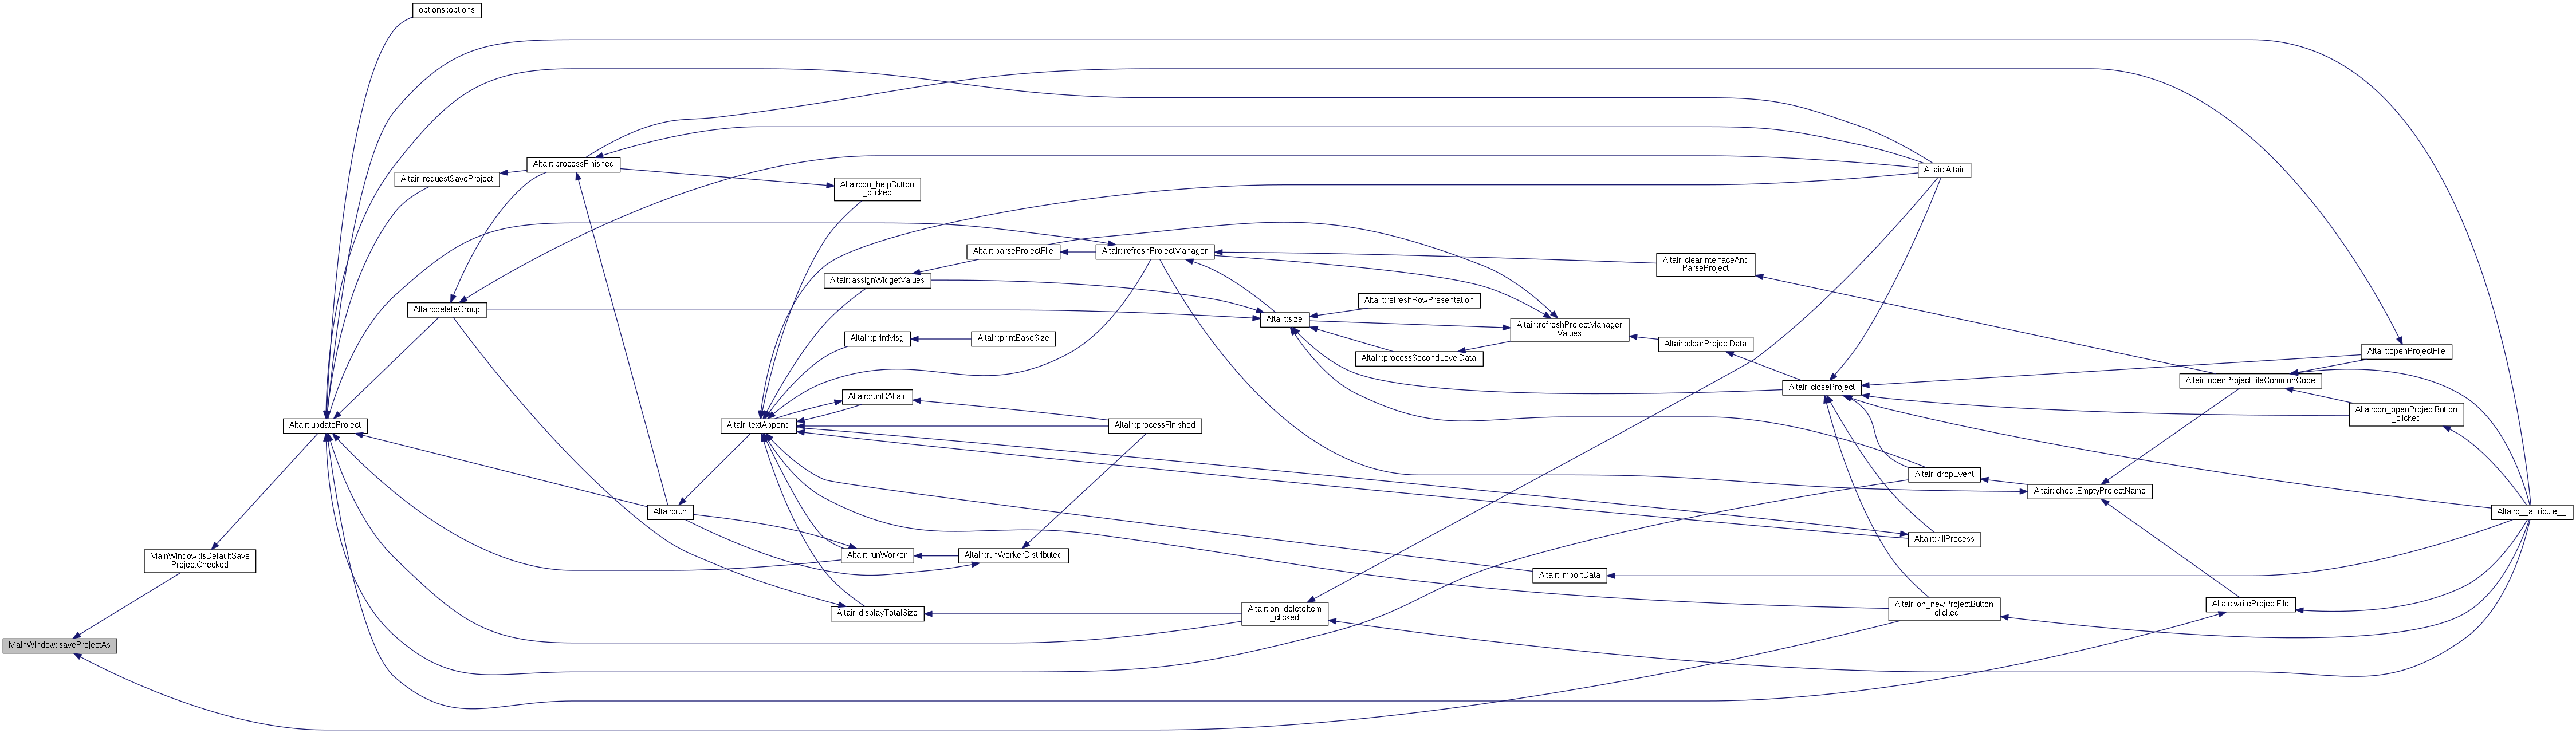 options::options
Altair::processFinished
Altair::requestSaveProject
Altair::on_helpButton
_clicked
Altair::Altair
Altair::parseProjectFile
Altair::refreshProjectManager
Altair::clearInterfaceAnd
ParseProject
Altair::assignWidgetValues
Altair::refreshRowPresentation
Altair::deleteGroup
Altair::size
Altair::refreshProjectManager
Values
Altair::printMsg
Altair::printBaseSize
Altair::clearProjectData
Altair::processSecondLevelData
Altair::openProjectFile
Altair::openProjectFileCommonCode
Altair::closeProject
Altair::runRAltair
Altair::on_openProjectButton
_clicked
Altair::updateProject
Altair::textAppend
Altair::processFinished
Altair::dropEvent
Altair::checkEmptyProjectName
Altair::run
Altair::__attribute__
Altair::killProcess
MainWindow::isDefaultSave
ProjectChecked
Altair::runWorker
Altair::runWorkerDistributed
Altair::importData
Altair::displayTotalSize
Altair::on_deleteItem
_clicked
Altair::on_newProjectButton
_clicked
Altair::writeProjectFile
MainWindow::saveProjectAs